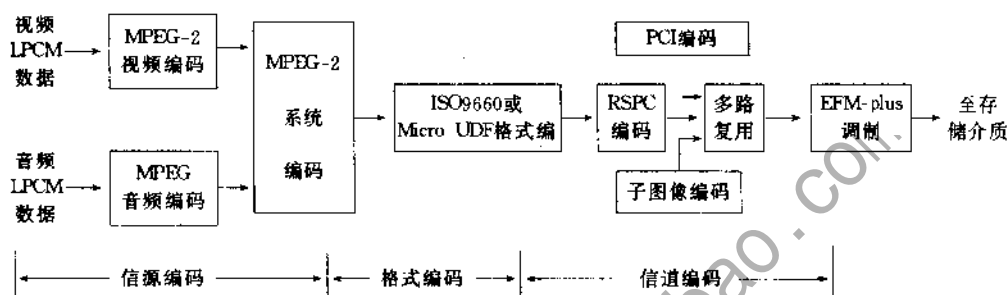 视频
LPCM
数据
MPEG-2
视频编码
音频
LPCM
数据
MPEG
音频编码
MPEG-2
系统
编码
ISO9660或
Micro UDF格式编
PCI编码
RSPC
编码
多路
复用
子图像编码
EFM-plus
调制
至存
储介质
信源编码
格式编码
信道编码
bao.com